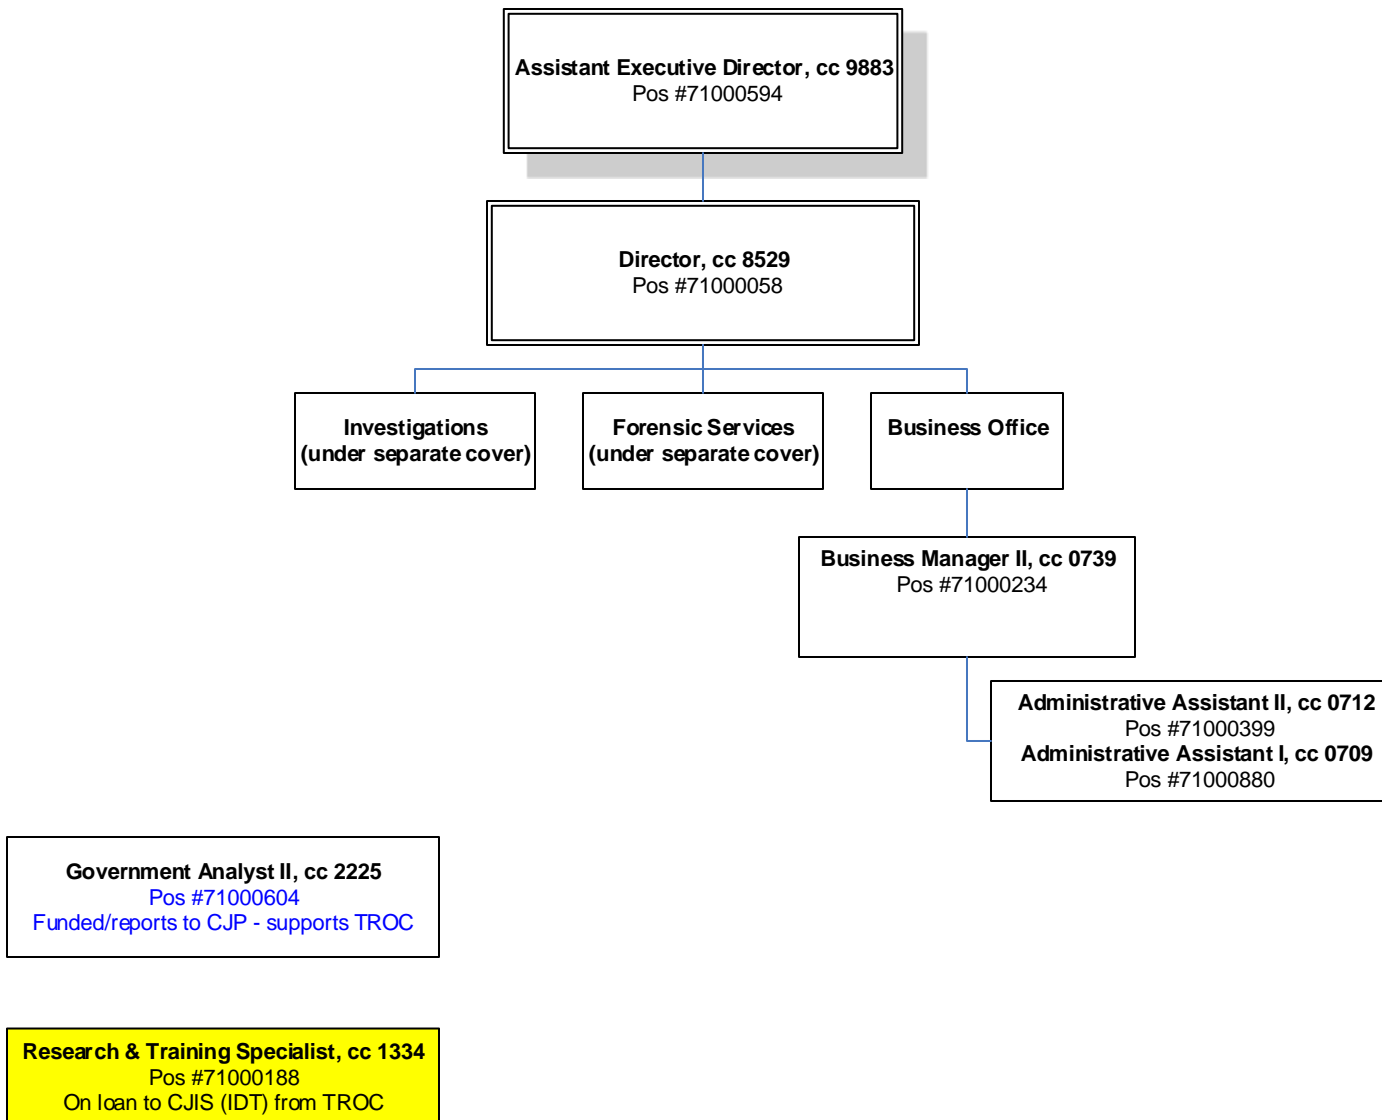 Assistant Executive Director, cc 9883
Pos #71000594
Director, cc 8529
Pos #71000058
Investigations
(under separate cover)
Forensic Services
(under separate cover)
Business Office
Business Manager II, cc 0739
Pos #71000234
Administrative Assistant II, cc 0712
Pos #71000399
Administrative Assistant I, cc 0709
Pos #71000880
Government Analyst II, cc 2225
Pos #71000604
Funded/reports to CJP - supports TROC
Research & Training Specialist, cc 1334
Pos #71000188
On loan to CJIS (IDT) from TROC